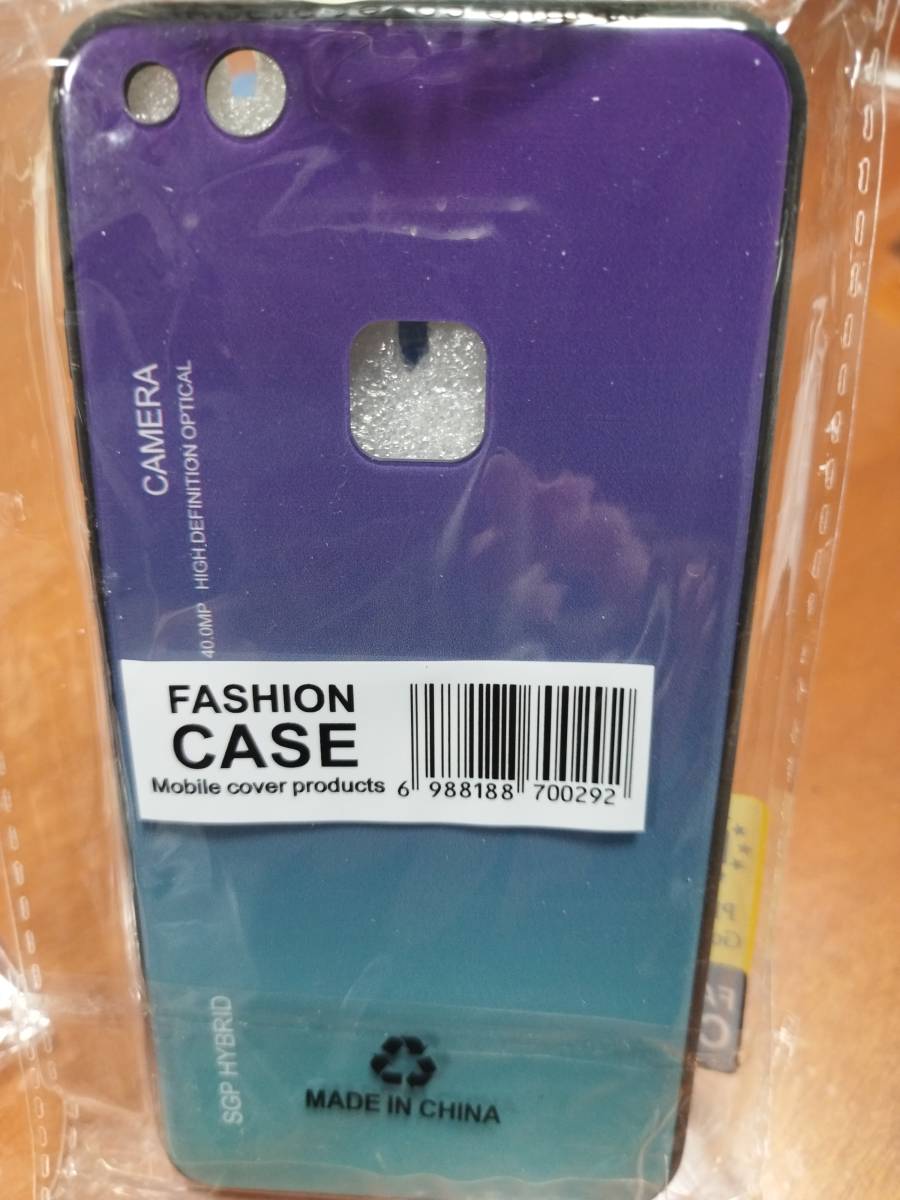 CAMERA
40.0MP HIGH.DEFINITION OPTICAL
FASHION
CASE
Mobile cover products
6 988188 700292
SGP HYBRID
MADE IN CHINA